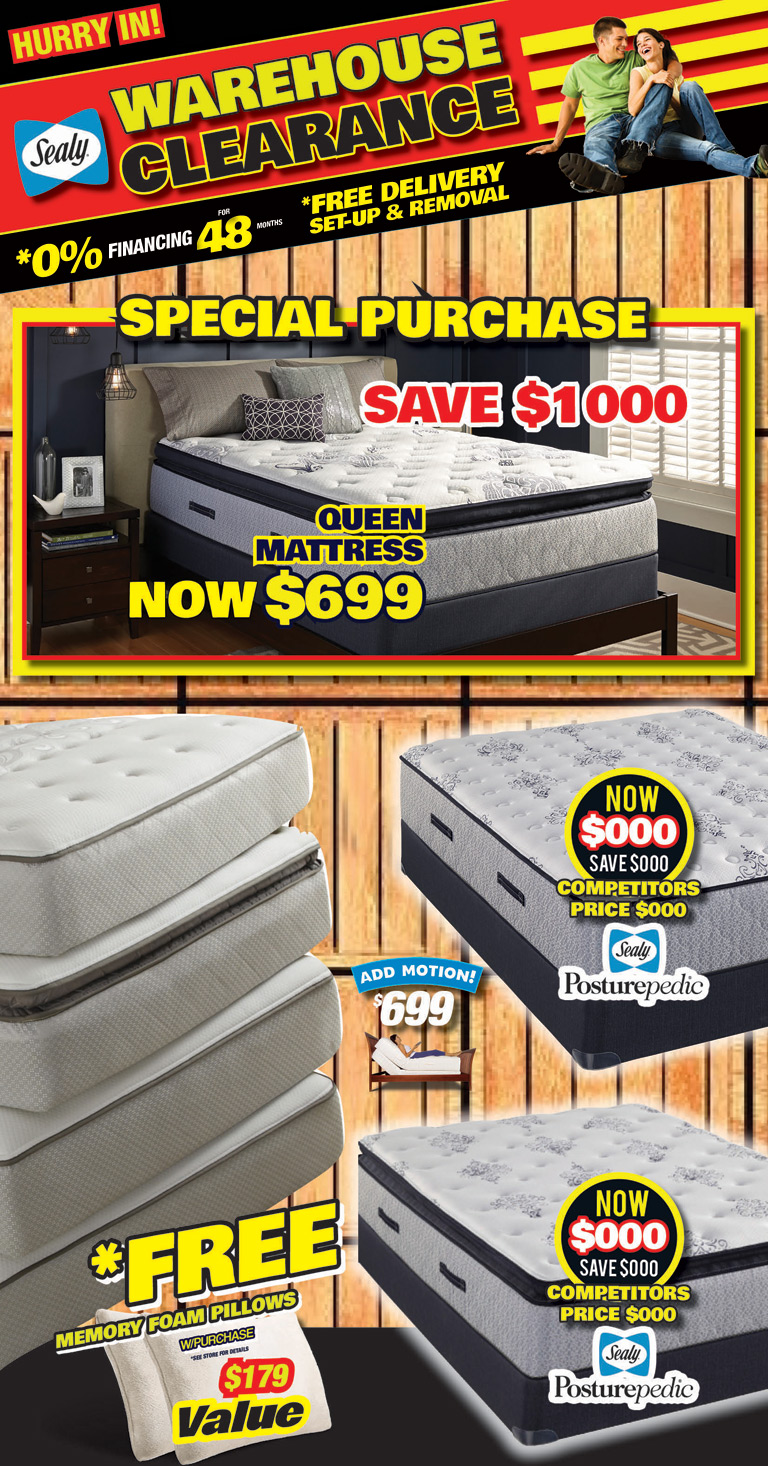 HURRY IN!
WAREHOUSE
CLEARANCE
Sealy
*0% FINANCING FOR 48 MONTHS
*FREE DELIVERY
SET-UP & REMOVAL
SPECIAL PURCHASE
SAVE $1000
QUEEN
MATTRESS
NOW $699
NOW
$000
SAVE $000
COMPETITORS
PRICE $000
Sealy
Posturepedic
ADD MOTION!
$699
*FREE
MEMORY FOAM PILLOWS
W/PURCHASE
*SEE STORE FOR DETAILS
$179
Value
NOW
$000
SAVE $000
COMPETITORS
PRICE $000
Sealy
Posturepedic